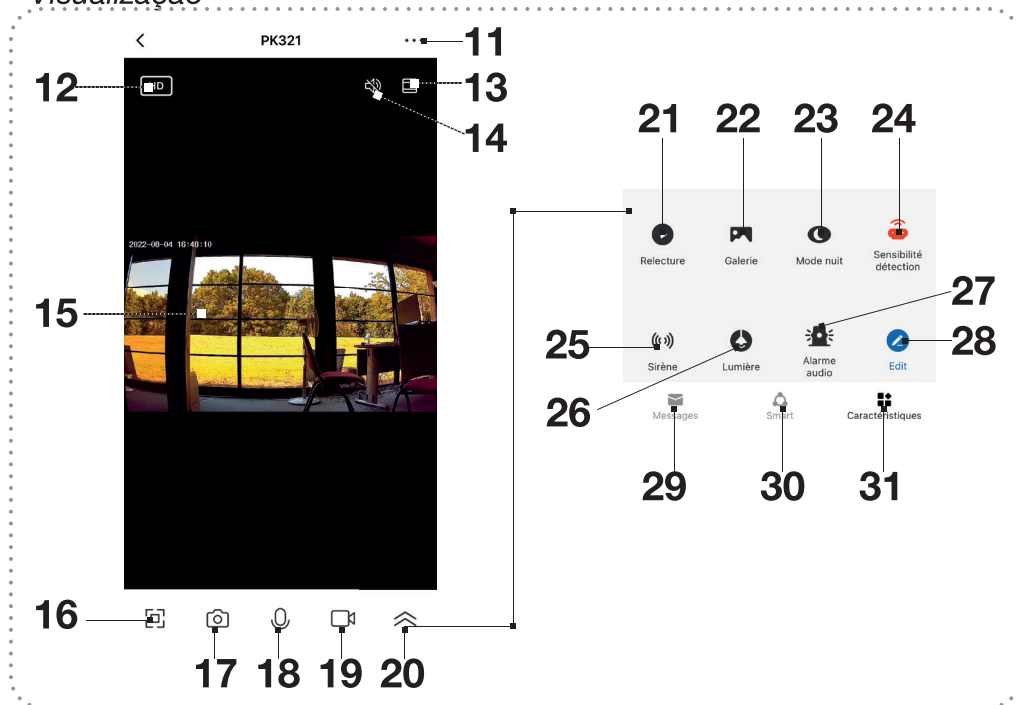 Visualização
PK321
11
12
HD
13
14
21
22
23
24
Relecture
Galerie
Mode nuit
Sensibilité
détection
2022-08-04 16:48:10
15
27
25
28
Sirène
Lumière
Alarme
audio
Edit
26
Messages
Smart
Caractéristiques
29
30
31
16
17
18
19
20